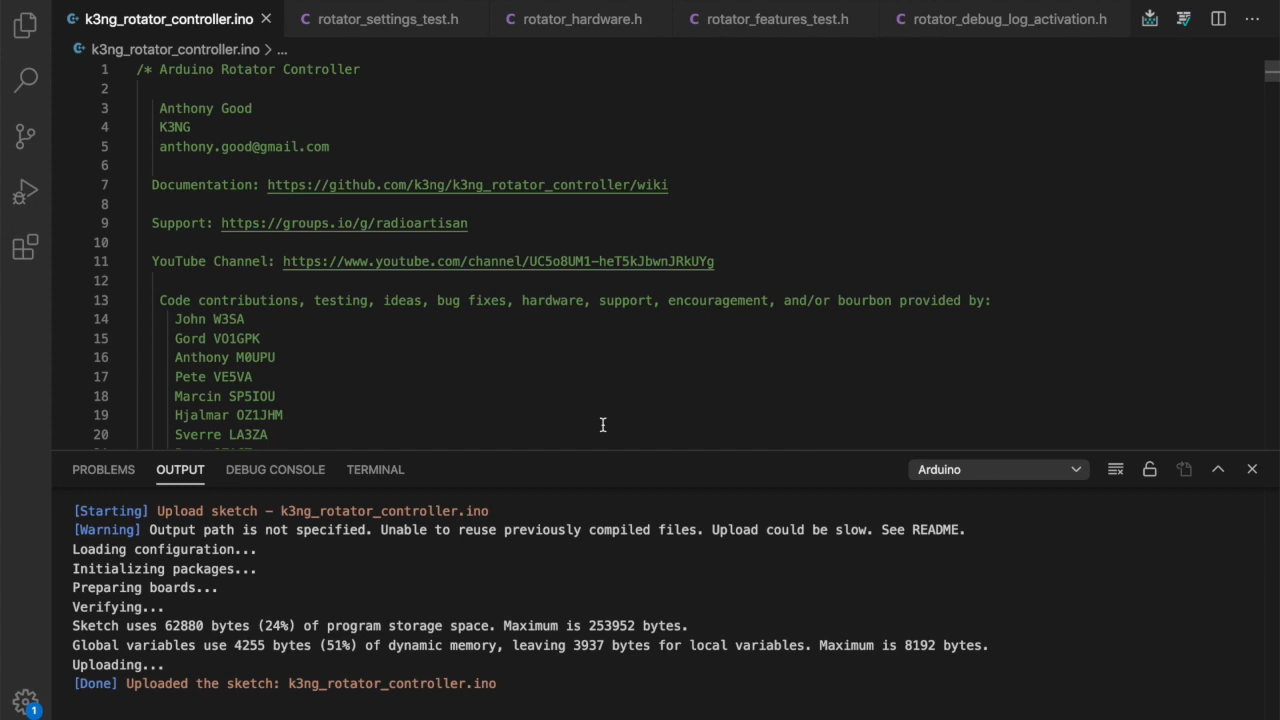 k3ng_rotator_controller.ino
rotator_settings_test.h
rotator_hardware.h
rotator_features_test.h
rotator_debug_log_activation.h
k3ng_rotator_controller.ino > ...
1 /* Arduino Rotator Controller
2
3 Anthony Good
4 K3NG
5 anthony.good@gmail.com
6
7 Documentation: https://github.com/k3ng/k3ng_rotator_controller/wiki
8
9 Support: https://groups.io/g/radioartisan
10
11 YouTube Channel: https://www.youtube.com/channel/UC5o8UM1-heT5kJbwnJRkUYg
12
13 Code contributions, testing, ideas, bug fixes, hardware, support, encouragement, and/or bourbon provided by:
14 John W3SA
15 Gord VO1GPK
16 Anthony M0UPU
17 Pete VE5VA
18 Marcin SP5IOU
19 Hjalmar OZ1JHM
20 Sverre LA3ZA
PROBLEMS OUTPUT DEBUG CONSOLE TERMINAL Arduino
[Starting] Upload sketch - k3ng_rotator_controller.ino
[Warning] Output path is not specified. Unable to reuse previously compiled files. Upload could be slow. See README.
Loading configuration...
Initializing packages...
Preparing boards...
Verifying...
Sketch uses 62880 bytes (24%) of program storage space. Maximum is 253952 bytes.
Global variables use 4255 bytes (51%) of dynamic memory, leaving 3937 bytes for local variables. Maximum is 8192 bytes.
Uploading...
[Done] Uploaded the sketch: k3ng_rotator_controller.ino
1